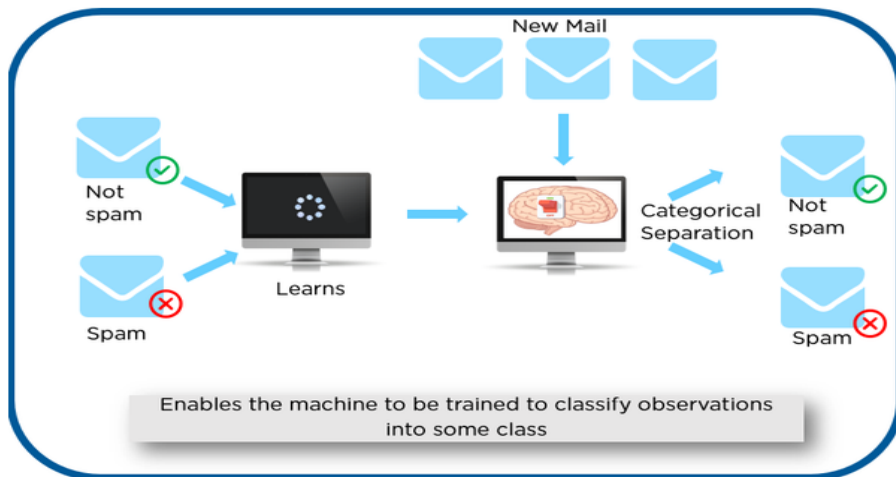 New Mail
Not
spam
Spam
Learns
Categorical
Separation
Not
spam
Spam
Enables the machine to be trained to classify observations
into some class